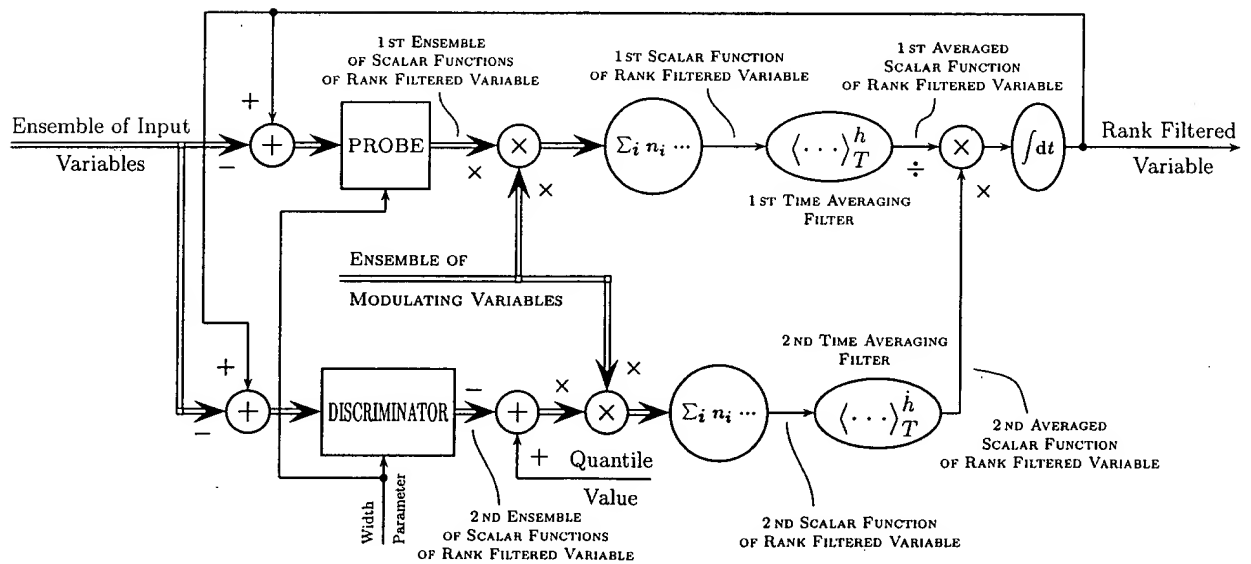 1ST ENSEMBLE
OF SCALAR FUNCTIONS
OF RANK FILTERED VARIABLE
1ST SCALAR FUNCTION
OF RANK FILTERED VARIABLE
1ST AVERAGED
SCALAR FUNCTION
OF RANK FILTERED VARIABLE
Ensemble of Input
Variables
+
−
+
PROBE
×
×
×
Σᵢ nᵢ ···
⟨···⟩ʰ_T
÷
×
×
∫dt
Rank Filtered
Variable
1ST TIME AVERAGING
FILTER
ENSEMBLE OF
MODULATING VARIABLES
2ND TIME AVERAGING
FILTER
+
−
+
DISCRIMINATOR
−
+
×
×
×
Σᵢ nᵢ ···
⟨···⟩^ḣ_T
+
Quantile
Value
Width
Parameter
2ND ENSEMBLE
OF SCALAR FUNCTIONS
OF RANK FILTERED VARIABLE
2ND SCALAR FUNCTION
OF RANK FILTERED VARIABLE
2ND AVERAGED
SCALAR FUNCTION
OF RANK FILTERED VARIABLE